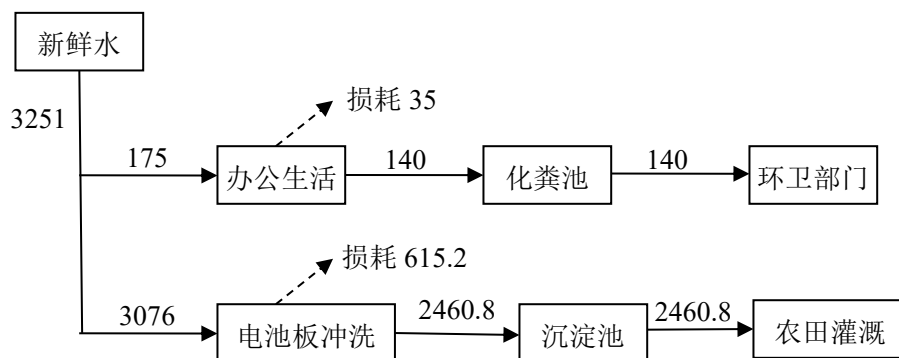 新鲜水
3251
损耗 35
175
办公生活
140
化粪池
140
环卫部门
损耗 615.2
3076
电池板冲洗
2460.8
沉淀池
2460.8
农田灌溉